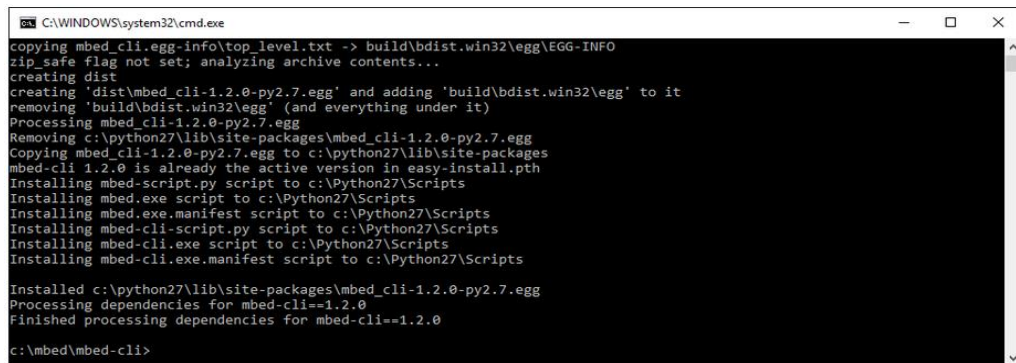 C:\WINDOWS\system32\cmd.exe
copying mbed_cli.egg-info\top_level.txt -> build\bdist.win32\egg\EGG-INFO
zip_safe flag not set; analyzing archive contents...
creating dist
creating 'dist\mbed_cli-1.2.0-py2.7.egg' and adding 'build\bdist.win32\egg' to it
removing 'build\bdist.win32\egg' (and everything under it)
Processing mbed_cli-1.2.0-py2.7.egg
Removing c:\python27\lib\site-packages\mbed_cli-1.2.0-py2.7.egg
Copying mbed_cli-1.2.0-py2.7.egg to c:\python27\lib\site-packages
mbed-cli 1.2.0 is already the active version in easy-install.pth
Installing mbed-script.py script to c:\Python27\Scripts
Installing mbed.exe script to c:\Python27\Scripts
Installing mbed.exe.manifest script to c:\Python27\Scripts
Installing mbed-cli-script.py script to c:\Python27\Scripts
Installing mbed-cli.exe script to c:\Python27\Scripts
Installing mbed-cli.exe.manifest script to c:\Python27\Scripts
Installed c:\python27\lib\site-packages\mbed_cli-1.2.0-py2.7.egg
Processing dependencies for mbed-cli==1.2.0
Finished processing dependencies for mbed-cli==1.2.0
c:\mbed\mbed-cli>